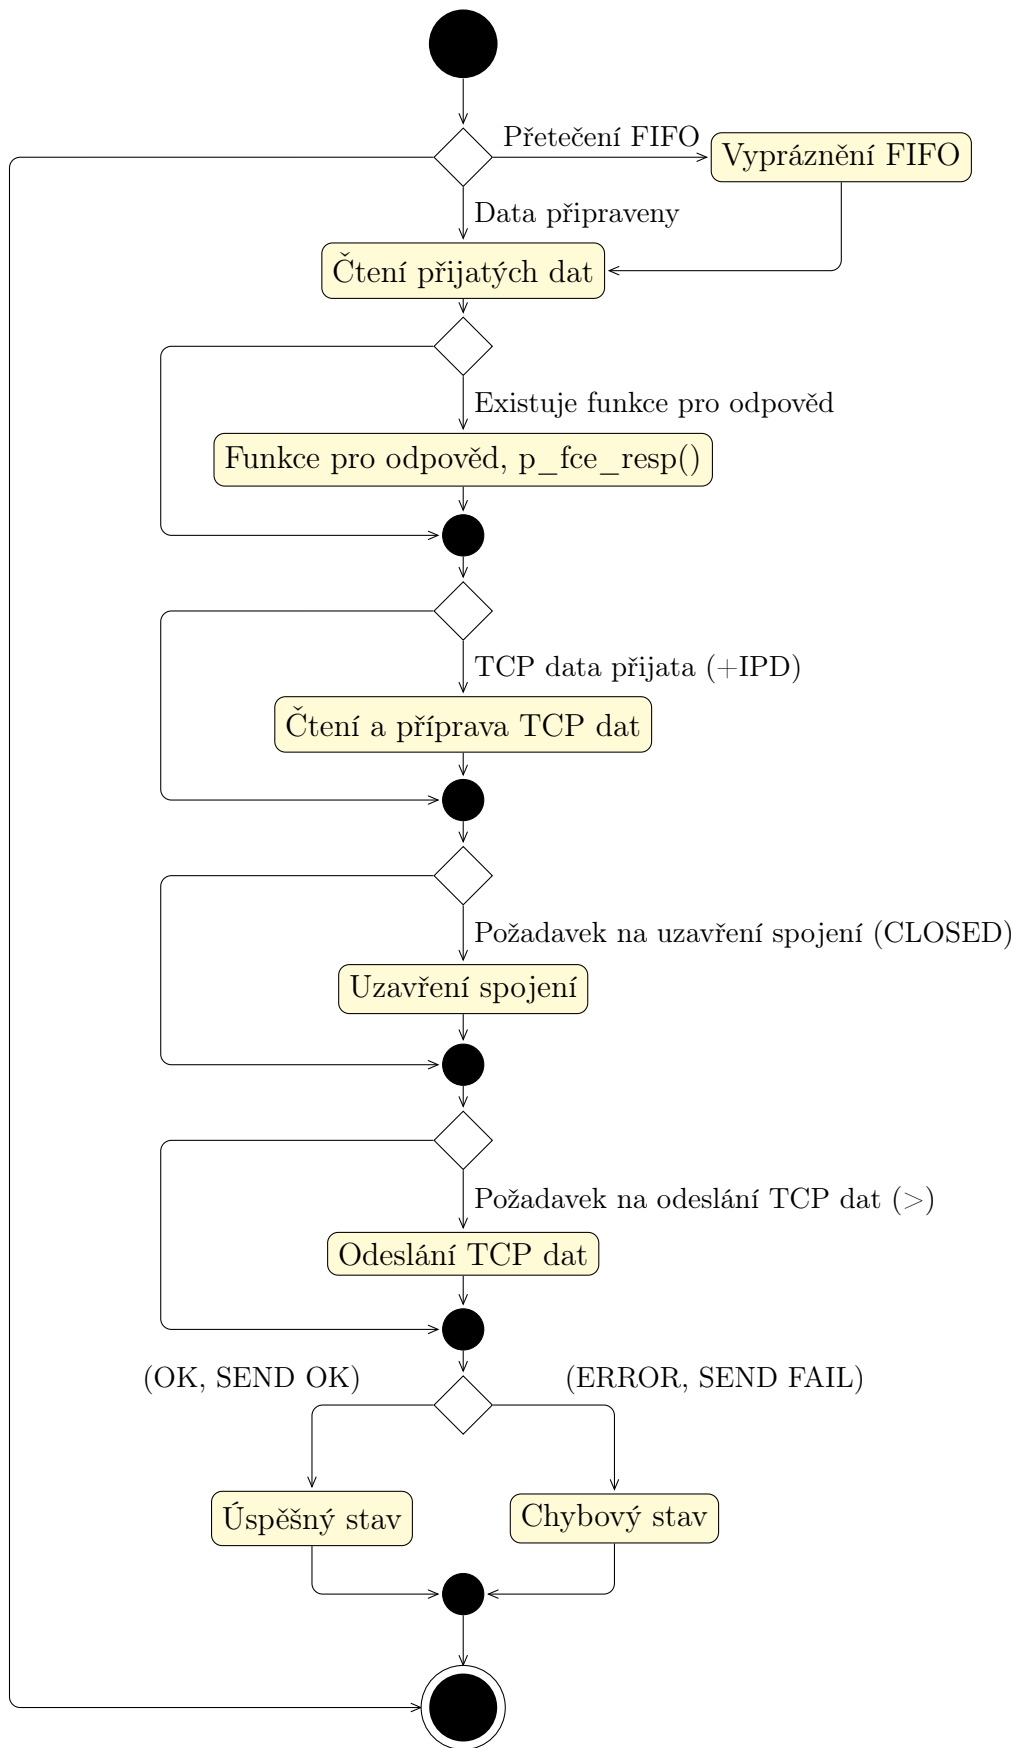 Přetečení FIFO
Vypráznění FIFO
Data připraveny
Čtení přijatých dat
Existuje funkce pro odpověd
Funkce pro odpověd, p_fce_resp()
TCP data přijata (+IPD)
Čtení a příprava TCP dat
Požadavek na uzavření spojení (CLOSED)
Uzavření spojení
Požadavek na odeslání TCP dat (>)
Odeslání TCP dat
(OK, SEND OK)
(ERROR, SEND FAIL)
Úspěšný stav
Chybový stav